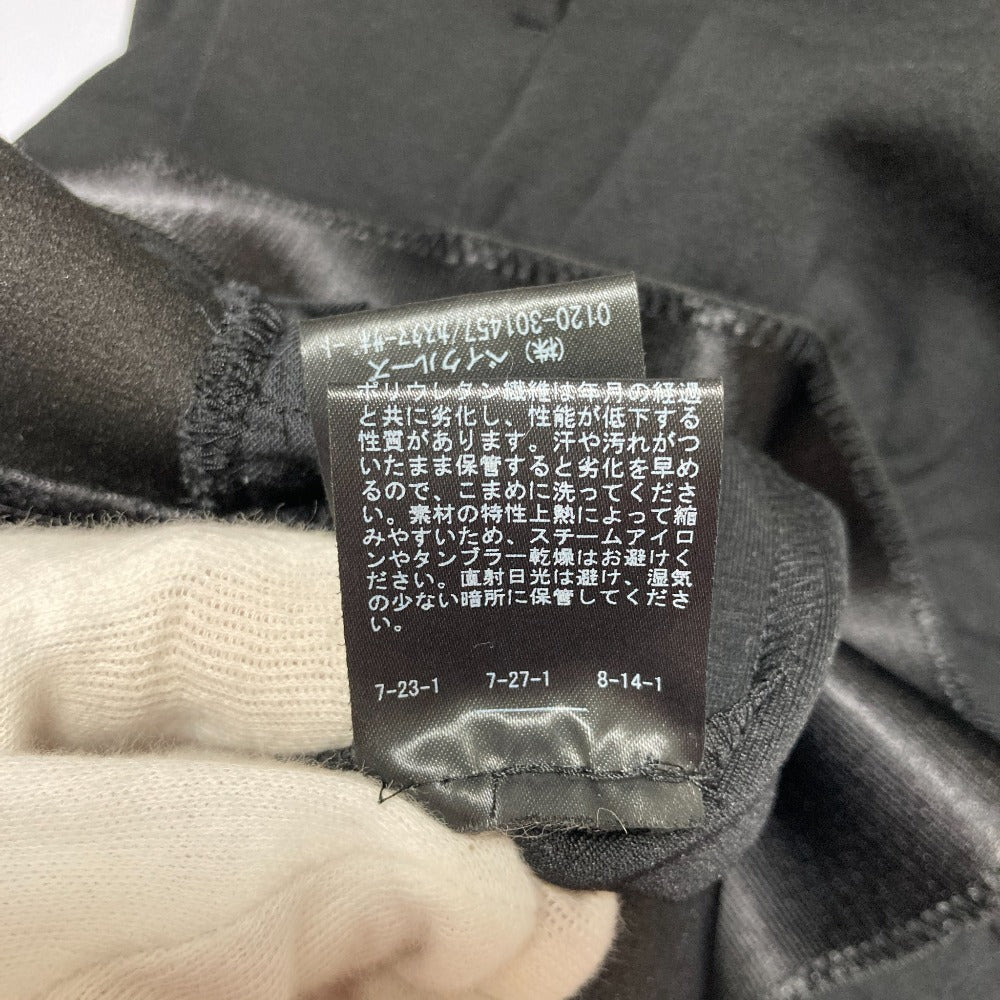 (株) ベイクルーズ
0120-301457/カスタマーサポート
ポリウレタン繊維は年月の経過
と共に劣化し、性能が低下する
性質があります。汗や汚れがつ
いたまま保管すると劣化を早め
るので、こまめに洗ってくださ
い。素材の特性上熱によって縮
みやすいため、スチームアイロ
ンやタンブラー乾燥はお避けく
ださい。直射日光は避け、湿気
の少ない暗所に保管してくださ
い。
7-23-1 7-27-1 8-14-1